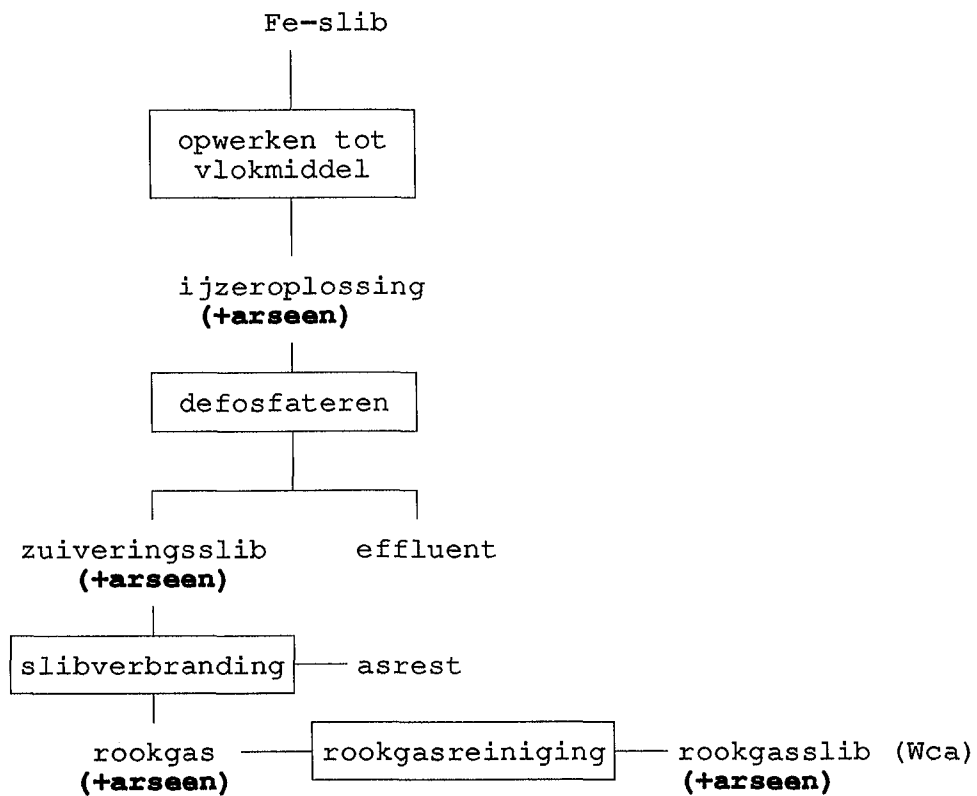 Fe-slib
opwerken tot
vlokmiddel
ijzeroplossing
(+arseen)
defosfateren
zuiveringsslib effluent
(+arseen)
slibverbranding asrest
rookgas rookgasreiniging rookgasslib (Wca)
(+arseen) (+arseen)